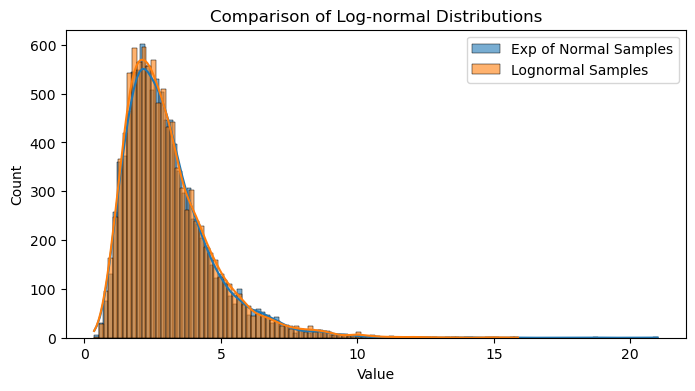 Comparison of Log-normal Distributions
Exp of Normal Samples
Lognormal Samples
Count
600
500
400
300
200
100
0
0 5 10 15 20
Value